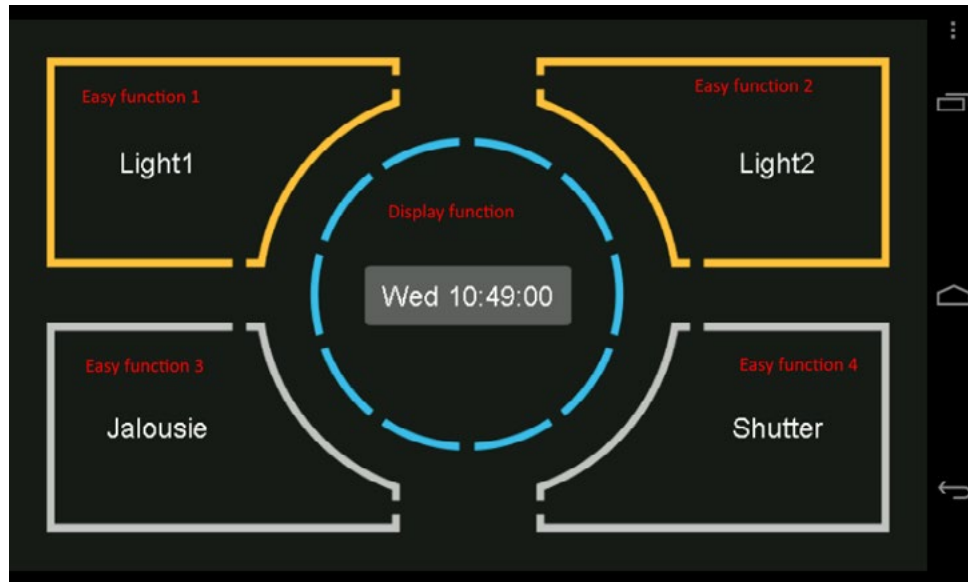 Easy function 1
Easy function 2
Light1
Light2
Display function
Wed 10:49:00
Easy function 3
Easy function 4
Jalousie
Shutter